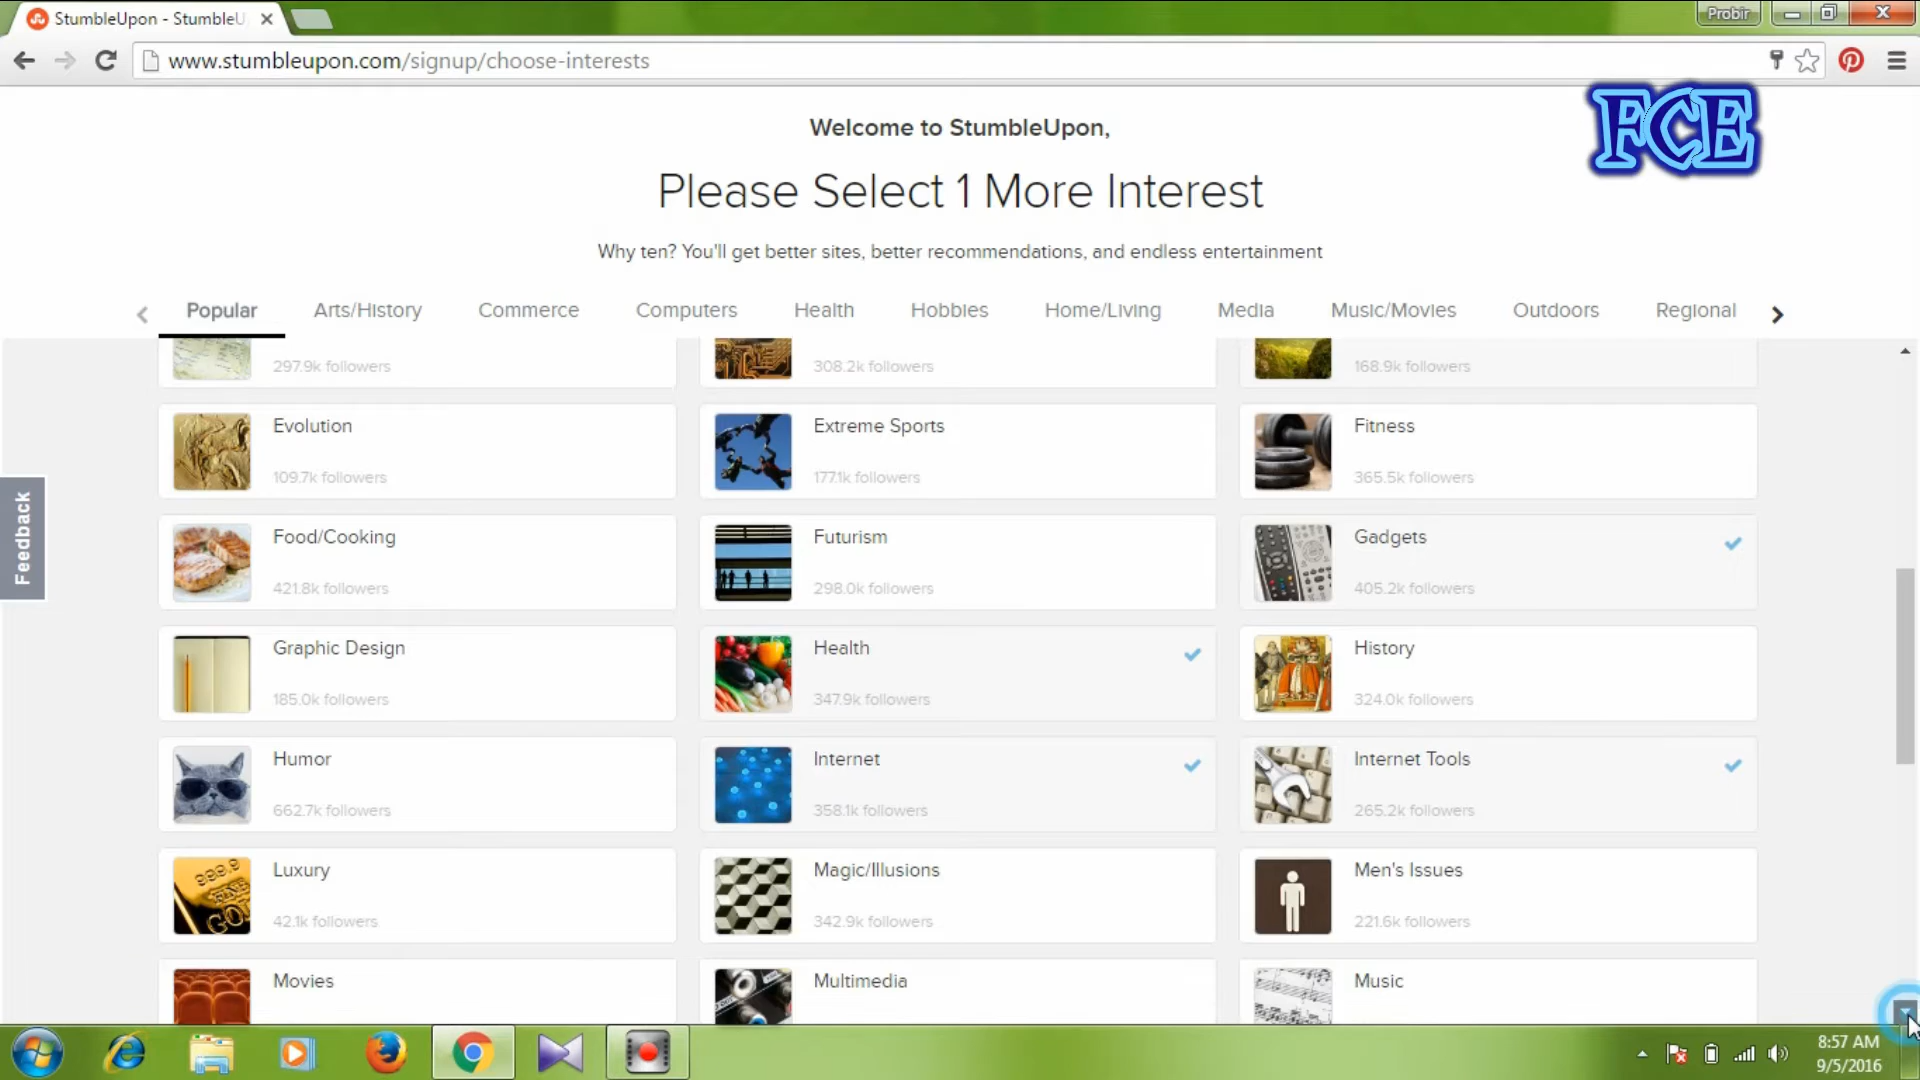 StumbleUpon - StumbleU
Probir
www.stumbleupon.com/signup/choose-interests
FCE
Welcome to StumbleUpon,
Please Select 1 More Interest
Why ten? You'll get better sites, better recommendations, and endless entertainment
Popular Arts/History Commerce Computers Health Hobbies Home/Living Media Music/Movies Outdoors Regional
297.9k followers 308.2k followers 168.9k followers
Evolution Extreme Sports Fitness
109.7k followers 177.1k followers 365.5k followers
Feedback
Food/Cooking Futurism Gadgets
421.8k followers 298.0k followers 405.2k followers
Graphic Design Health History
185.0k followers 347.9k followers 324.0k followers
Humor Internet Internet Tools
662.7k followers 358.1k followers 265.2k followers
Luxury Magic/Illusions Men's Issues
999.9
FINE
GO
42.1k followers 342.9k followers 221.6k followers
Movies Multimedia Music
8:57 AM
9/5/2016